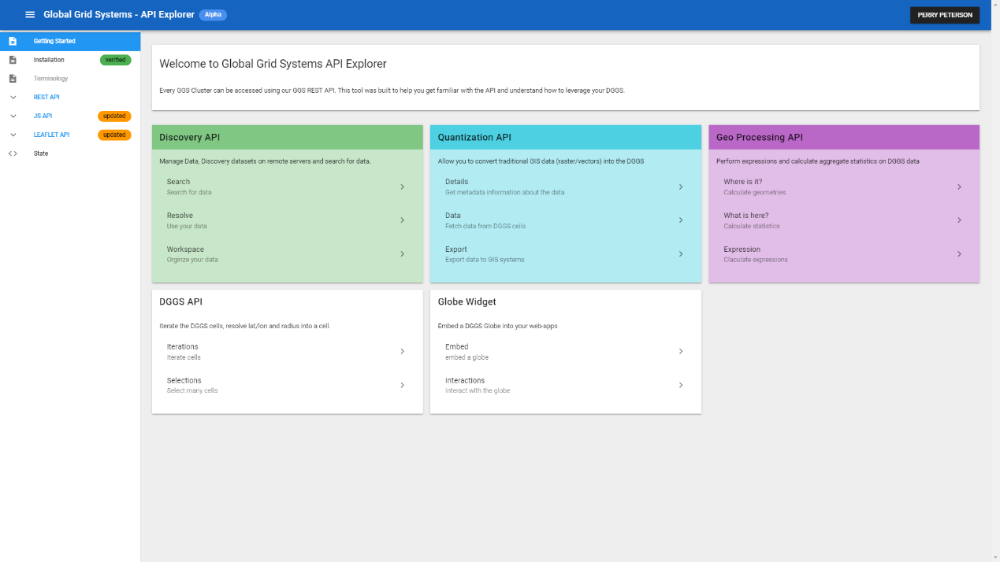 Global Grid Systems - API Explorer Alpha
PERRY PETERSON
Getting Started
Installation verified
Terminology
REST API
JS API updated
LEAFLET API updated
State
Welcome to Global Grid Systems API Explorer
Every GGS Cluster can be accessed using our GGS REST API. This tool was built to help you get familiar with the API and understand how to leverage your DGGS.
Discovery API
Manage Data, Discovery datasets on remote servers and search for data.
Search
Search for data
Resolve
Use your data
Workspace
Orginze your data
Quantization API
Allow you to convert traditional GIS data (raster/vectors) into the DGGS
Details
Get metadata information about the data
Data
Fetch data from DGGS cells
Export
Export data to GIS systems
Geo Processing API
Perform expressions and calculate aggregate statistics on DGGS data
Where is it?
Calculate geometries
What is here?
Calculate statistics
Expression
Claculate expressions
DGGS API
Iterate the DGGS cells, resolve lat/lon and radius into a cell.
Iterations
Iterate cells
Selections
Select many cells
Globe Widget
Embed a DGGS Globe into your web-apps
Embed
embed a globe
Interactions
interact with the globe